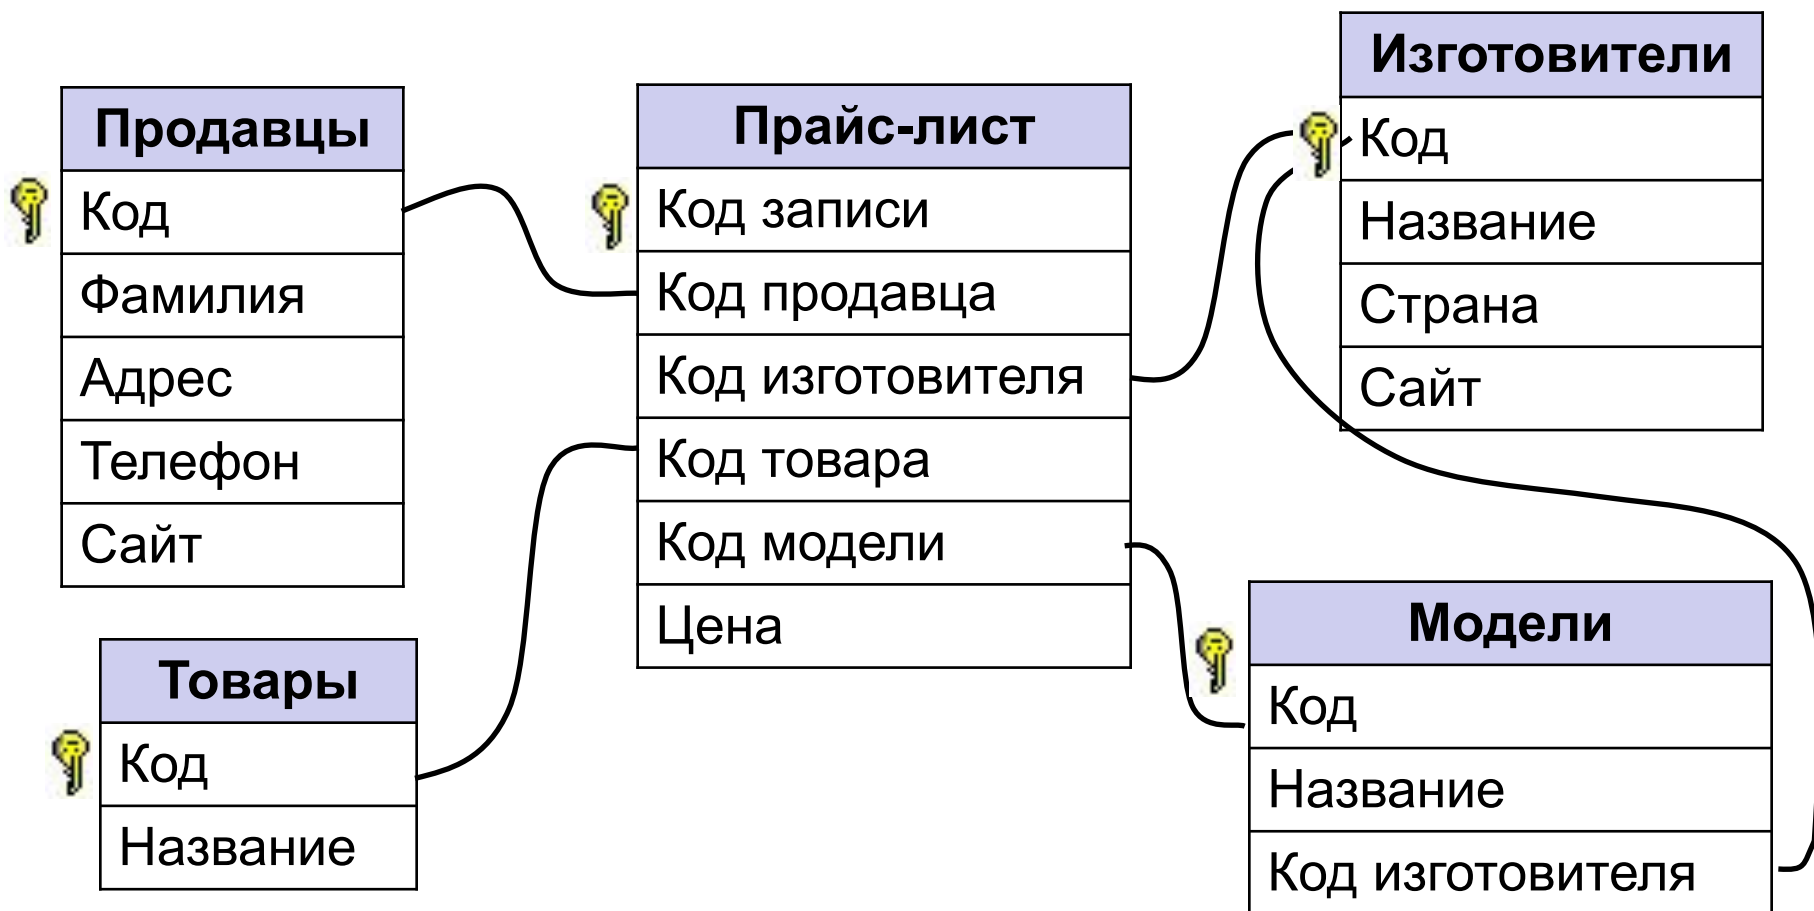 Продавцы
Код
Фамилия
Адрес
Телефон
Сайт
Товары
Код
Название
Прайс-лист
Код записи
Код продавца
Код изготовителя
Код товара
Код модели
Цена
Изготовители
Код
Название
Страна
Сайт
Модели
Код
Название
Код изготовителя